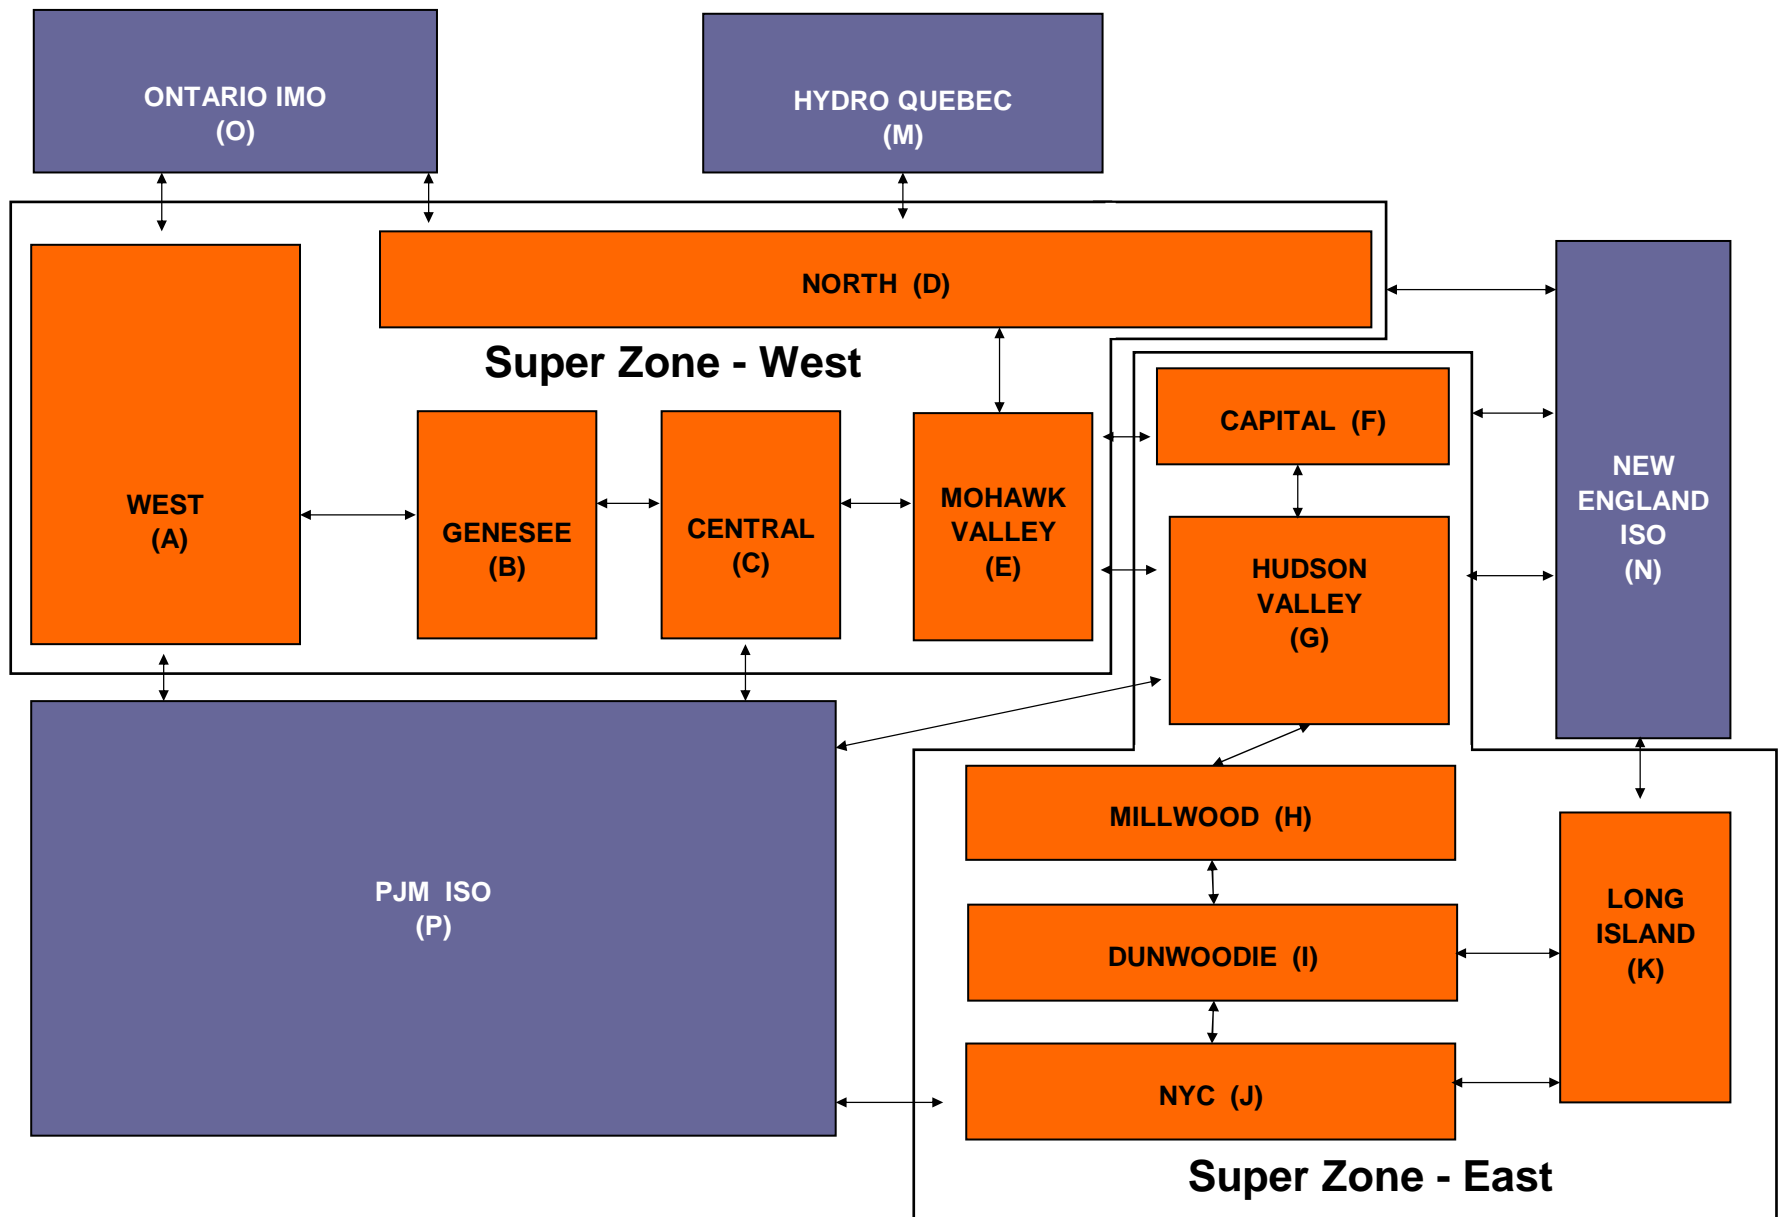 ONTARIO IMO
(O)
HYDRO QUEBEC
(M)
NORTH (D)
Super Zone - West
CAPITAL (F)
WEST
(A)
GENESEE
(B)
CENTRAL
(C)
MOHAWK
VALLEY
(E)
HUDSON
VALLEY
(G)
NEW
ENGLAND
ISO
(N)
MILLWOOD (H)
PJM ISO
(P)
DUNWOODIE (I)
LONG
ISLAND
(K)
NYC (J)
Super Zone - East